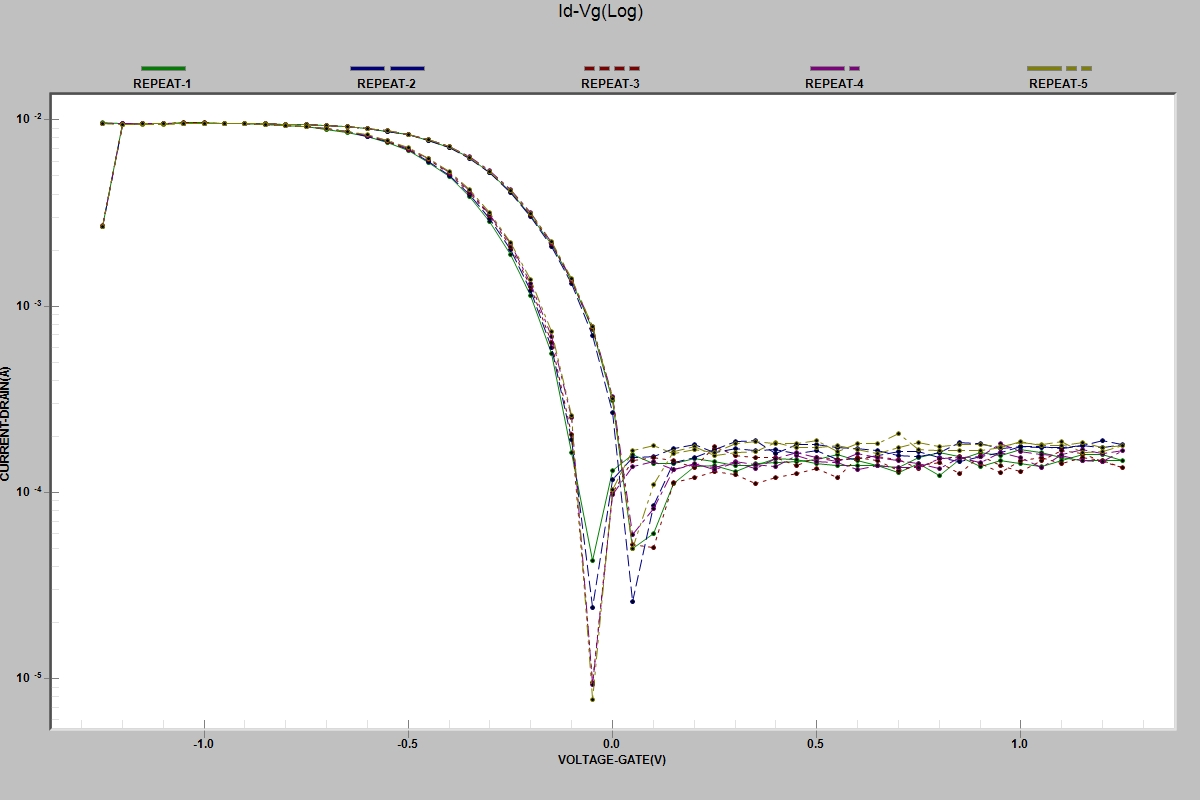 Id-Vg(Log)
REPEAT-1 REPEAT-2 REPEAT-3 REPEAT-4 REPEAT-5
10 -2
10 -3
10 -4
10 -5
CURRENT-DRAIN(A)
-1.0 -0.5 0.0 0.5 1.0
VOLTAGE-GATE(V)